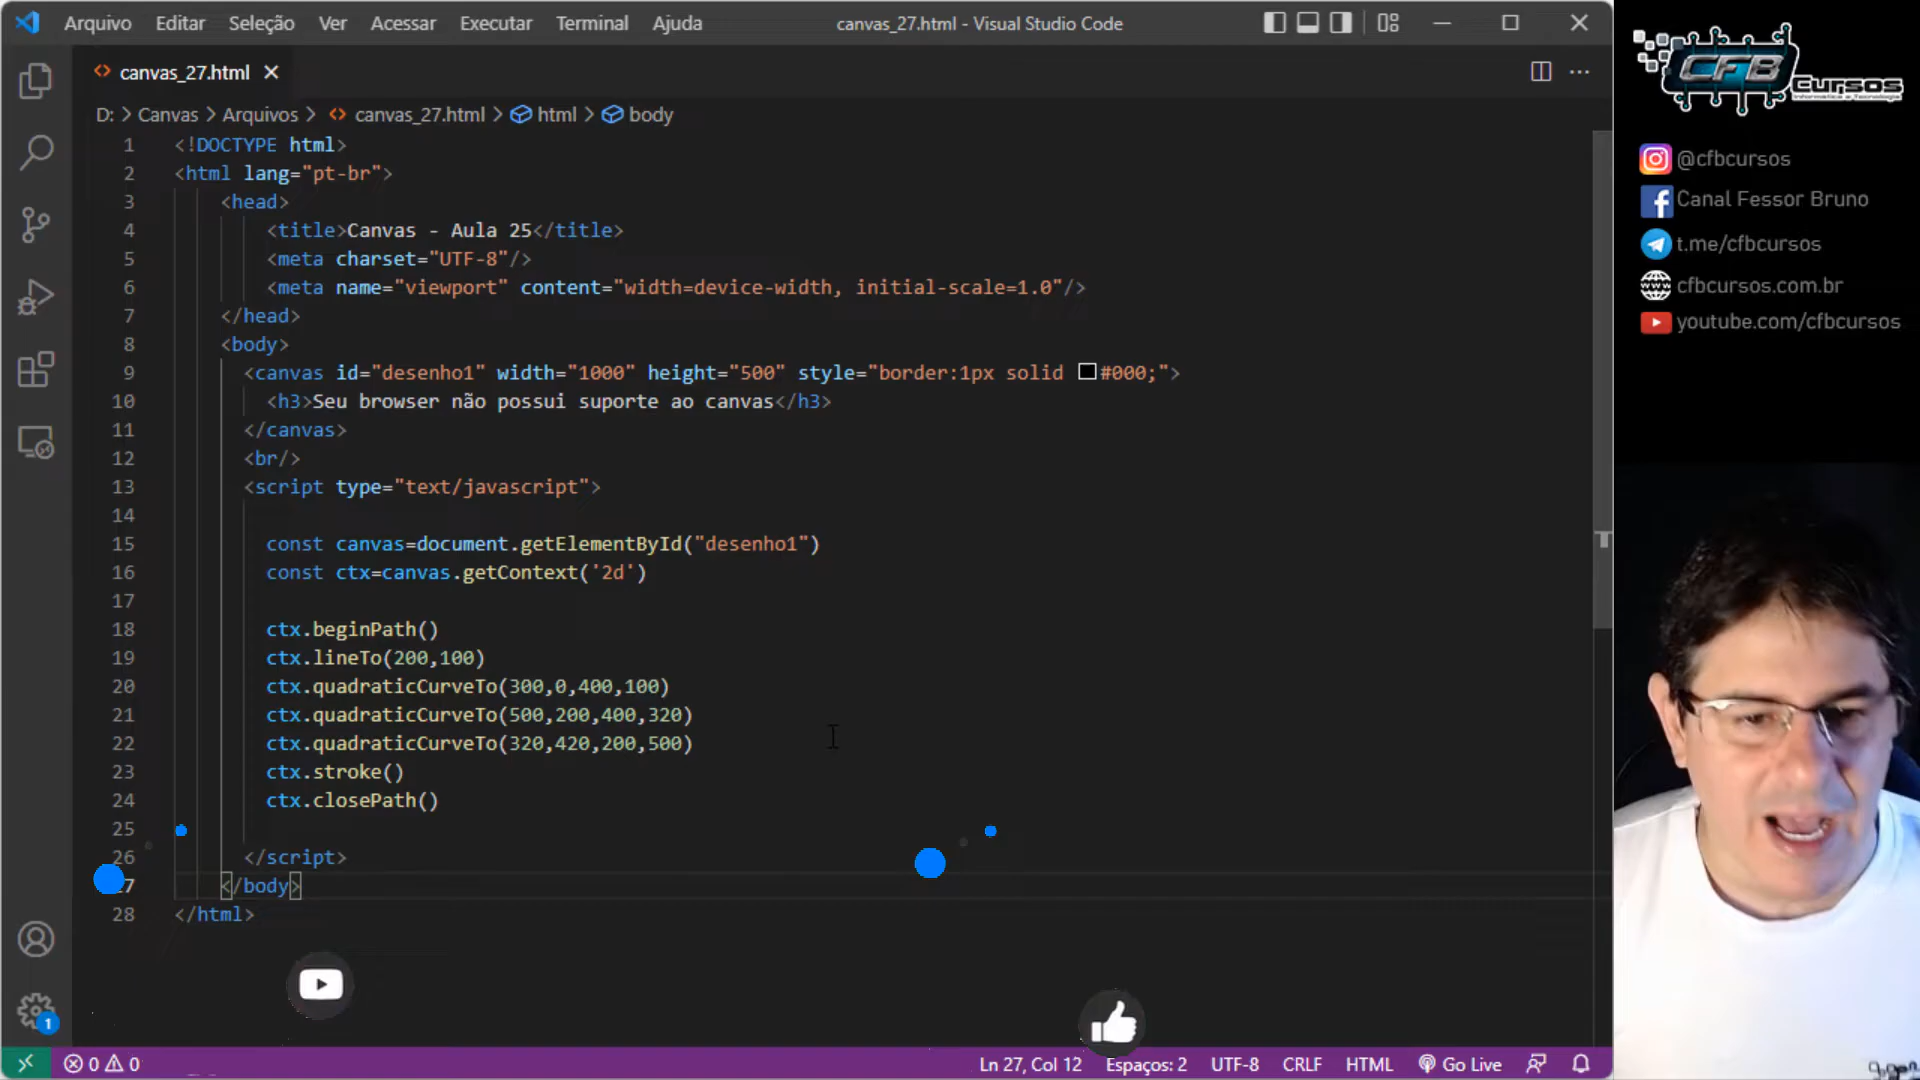 Arquivo Editar Seleção Ver Acessar Executar Terminal Ajuda canvas_27.html - Visual Studio Code
canvas_27.html
D: > Canvas > Arquivos > canvas_27.html > html > body
1 <!DOCTYPE html>
2 <html lang="pt-br">
3 <head>
4 <title>Canvas - Aula 25</title>
5 <meta charset="UTF-8"/>
6 <meta name="viewport" content="width=device-width, initial-scale=1.0"/>
7 </head>
8 <body>
9 <canvas id="desenho1" width="1000" height="500" style="border:1px solid #000;">
10 <h3>Seu browser não possui suporte ao canvas</h3>
11 </canvas>
12 <br/>
13 <script type="text/javascript">
14
15 const canvas=document.getElementById("desenho1")
16 const ctx=canvas.getContext('2d')
17
18 ctx.beginPath()
19 ctx.lineTo(200,100)
20 ctx.quadraticCurveTo(300,0,400,100)
21 ctx.quadraticCurveTo(500,200,400,320)
22 ctx.quadraticCurveTo(320,420,200,500)
23 ctx.stroke()
24 ctx.closePath()
25
26 </script>
27 </body>
28 </html>
1
0 0 Ln 27, Col 12 Espaços: 2 UTF-8 CRLF HTML Go Live
CFB Cursos
@cfbcursos
Canal Fessor Bruno
t.me/cfbcursos
cfbcursos.com.br
youtube.com/cfbcursos